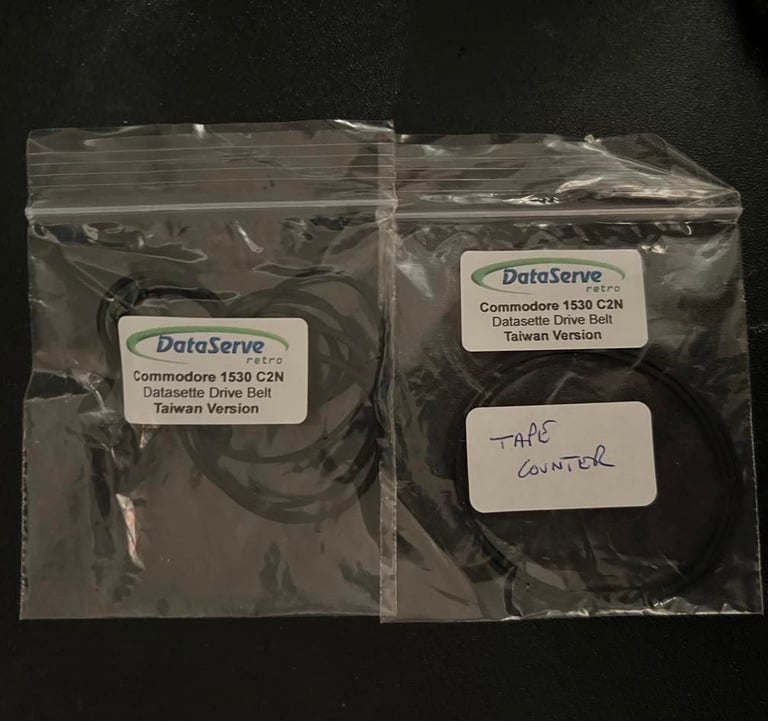 DataServe
retro
Commodore 1530 C2N
Datasette Drive Belt
Taiwan Version
DataServe
retro
Commodore 1530 C2N
Datasette Drive Belt
Taiwan Version
TAPE
COUNTER